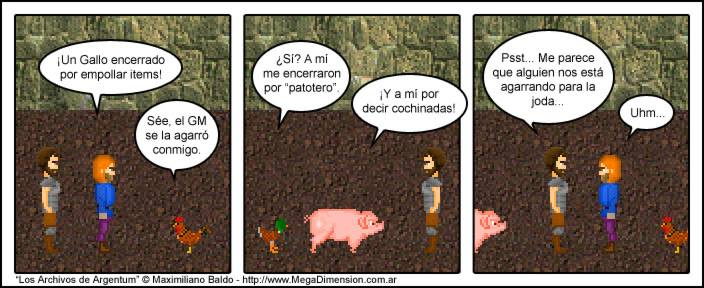 ¡Un Gallo encerrado
por empollar items!
Sée, el GM
se la agarró
conmigo.
¿Sí? A mí
me encerraron
por “patotero”.
¡Y a mí por
decir cochinadas!
Psst... Me parece
que alguien nos está
agarrando para la
joda...
Uhm...
“Los Archivos de Argentum” © Maximiliano Baldo - http://www.MegaDimension.com.ar